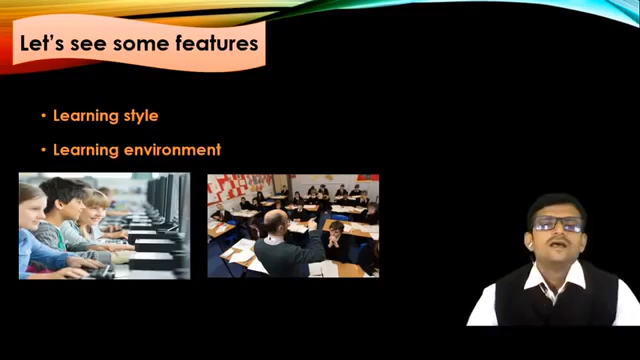 Let's see some features
• Learning style
• Learning environment